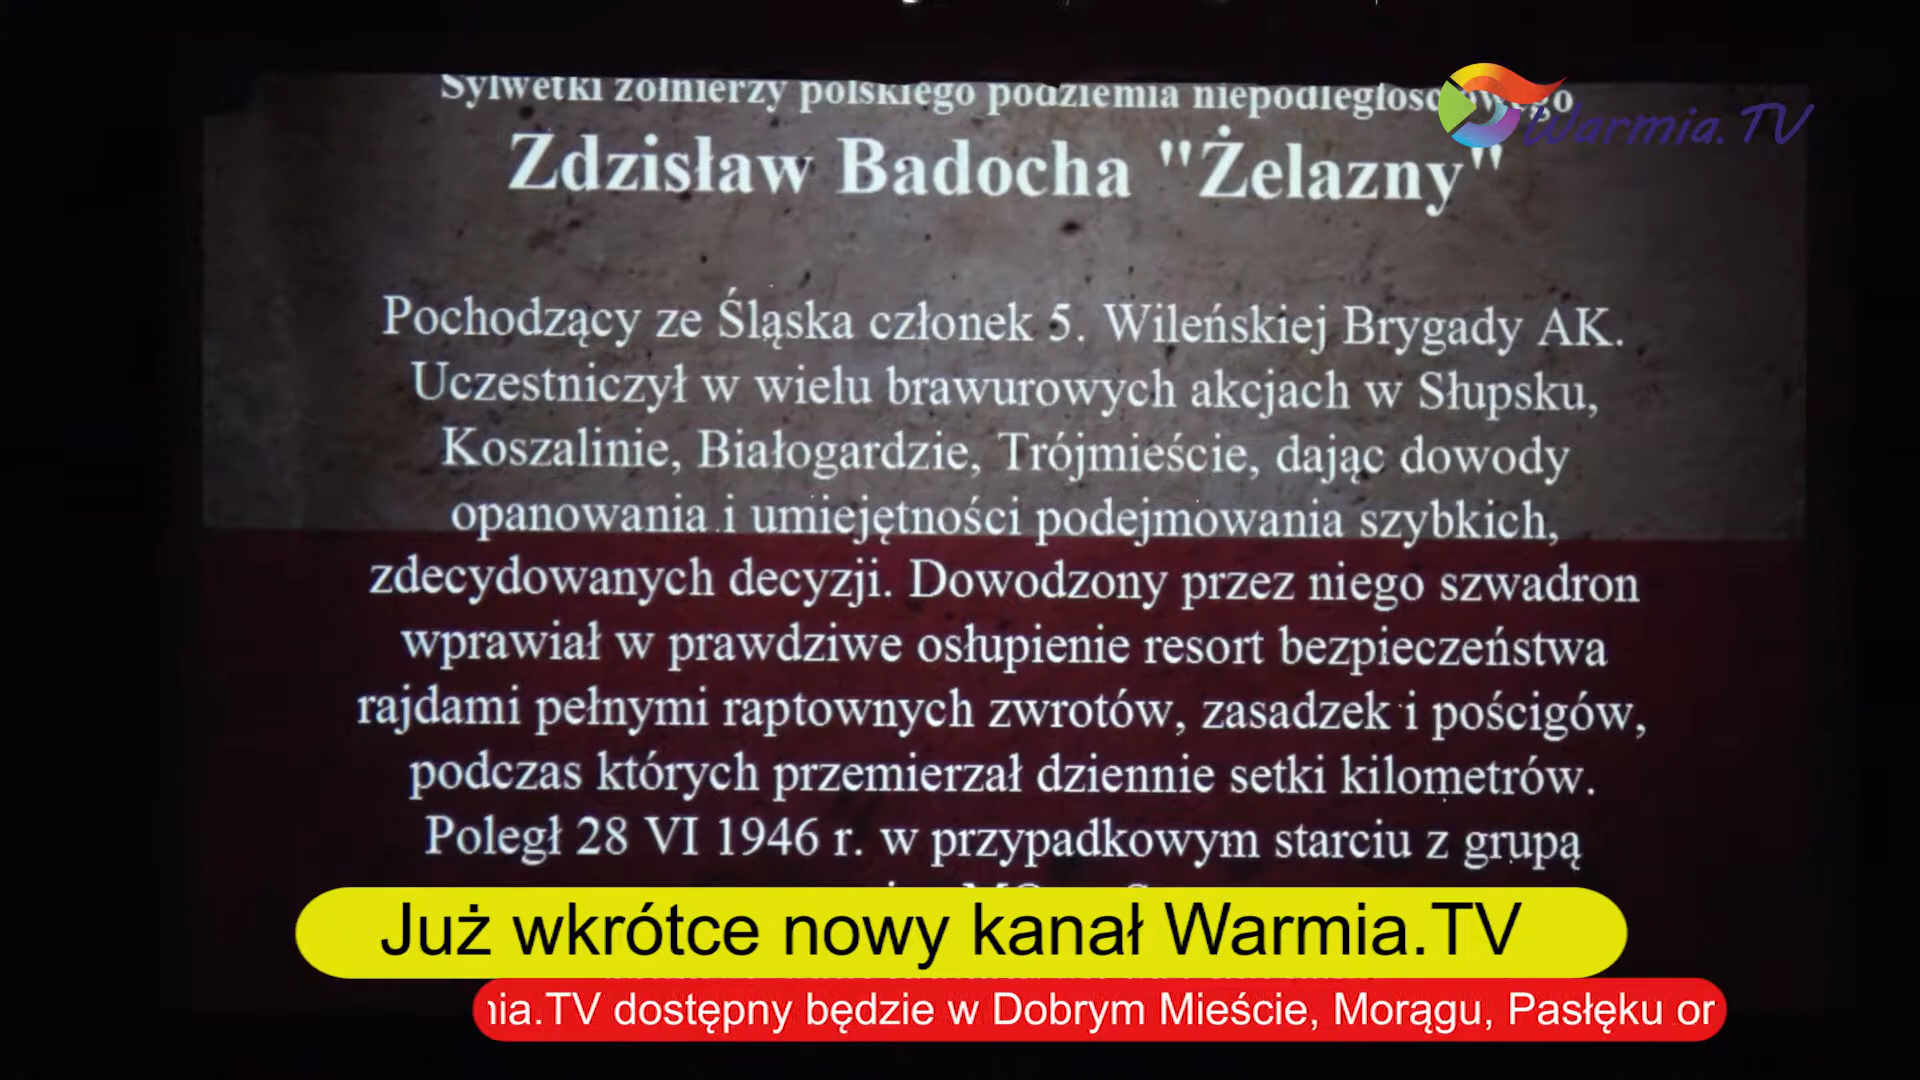 Sylwetki żołnierzy polskiego podziemia niepodległościowego
Warmia.TV
Zdzisław Badocha "Żelazny"
Pochodzący ze Śląska członek 5. Wileńskiej Brygady AK.
Uczestniczył w wielu brawurowych akcjach w Słupsku,
Koszalinie, Białogardzie, Trójmieście, dając dowody
opanowania i umiejętności podejmowania szybkich,
zdecydowanych decyzji. Dowodzony przez niego szwadron
wprawiał w prawdziwe osłupienie resort bezpieczeństwa
rajdami pełnymi raptownych zwrotów, zasadzek i pościgów,
podczas których przemierzał dziennie setki kilometrów.
Poległ 28 VI 1946 r. w przypadkowym starciu z grupą
Już wkrótce nowy kanał Warmia.TV
nia.TV dostępny będzie w Dobrym Mieście, Morągu, Pasłęku or